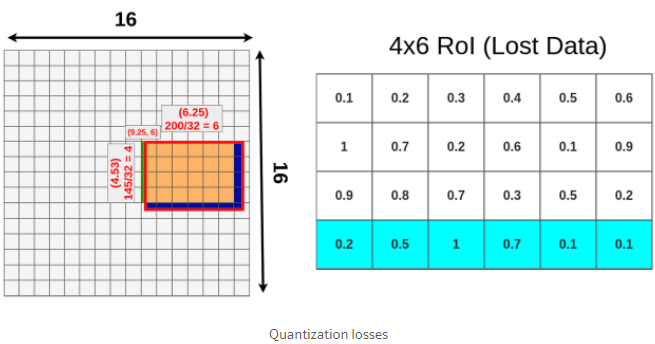 16
(6.25)
200/32 = 6
(9.25, 6)
(4.53)
145/32 = 4
16
4x6 RoI (Lost Data)
0.1 0.2 0.3 0.4 0.5 0.6
1 0.7 0.2 0.6 0.1 0.9
0.9 0.8 0.7 0.3 0.5 0.2
0.2 0.5 1 0.7 0.1 0.1
Quantization losses